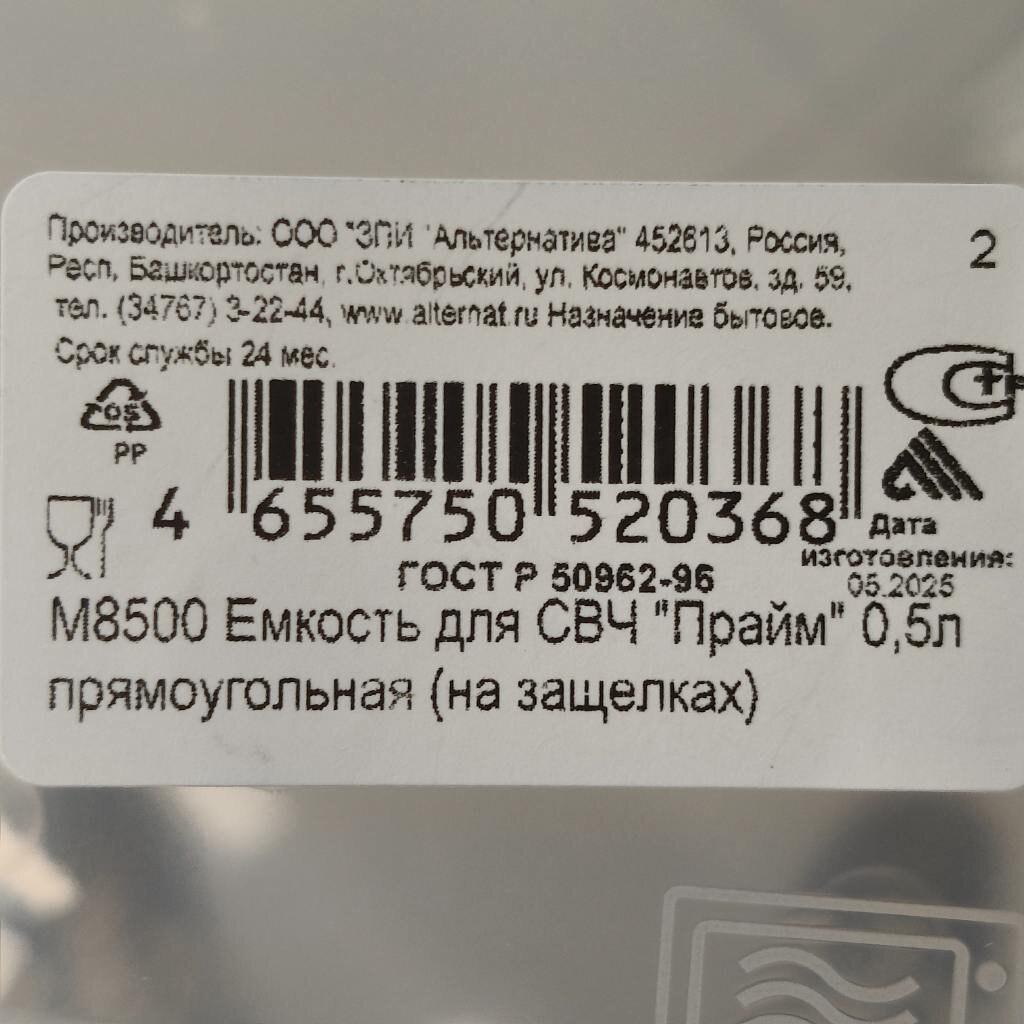 Производитель: ООО "ЗПИ "Альтернатива" 452613, Россия,
Респ. Башкортостан, г.Октябрьский, ул. Космонавтов, зд. 59,
тел. (34767) 3-22-44, www.alternat.ru Назначение бытовое.
Срок службы 24 мес.
2
05
PP
4 655750 520368
Дата
изготовления:
05.2025
ГОСТ Р 50962-96
М8500 Емкость для СВЧ "Прайм" 0,5л
прямоугольная (на защелках)